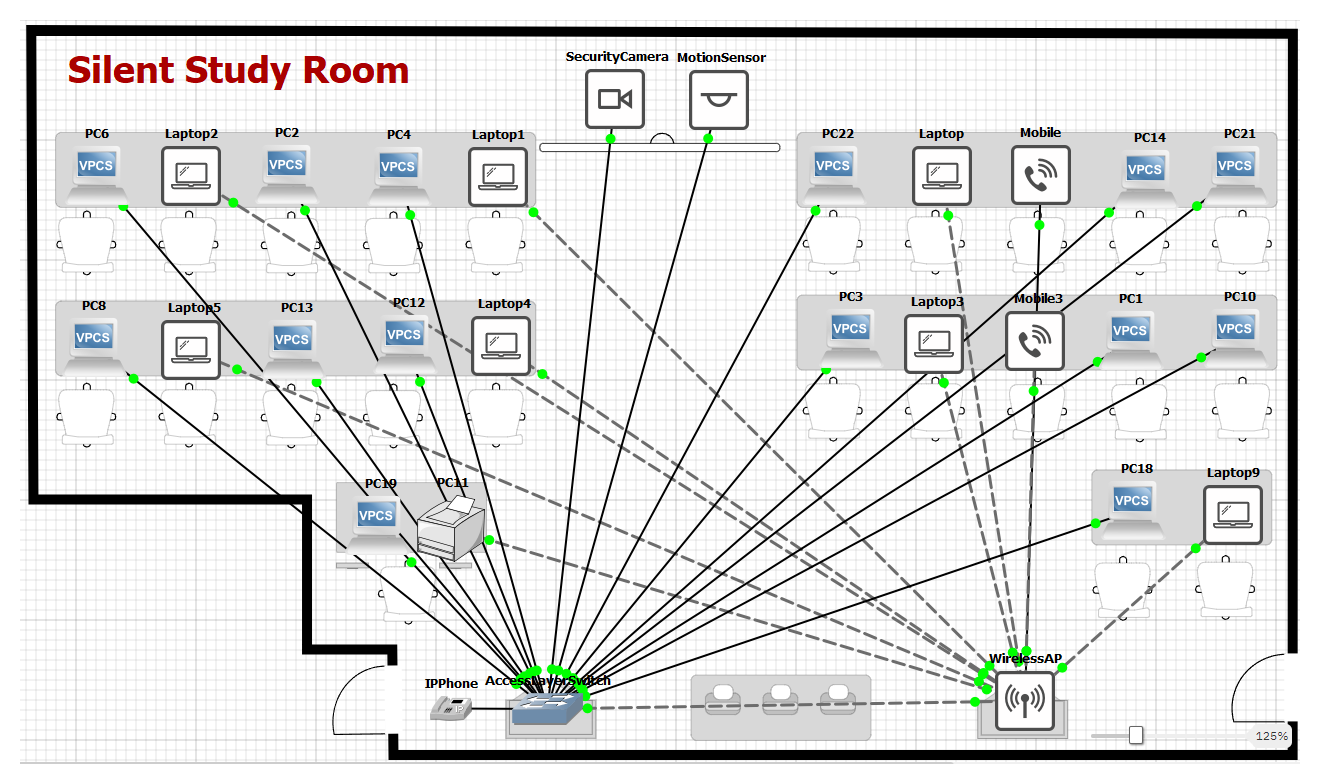 Silent Study Room
SecurityCamera
MotionSensor
PC6
Laptop2
PC2
PC4
Laptop1
PC22
Laptop
Mobile
PC14
PC21
VPCS
VPCS
VPCS
VPCS
VPCS
VPCS
PC8
Laptop5
PC13
PC12
Laptop4
PC3
Laptop3
Mobile3
PC1
PC10
VPCS
VPCS
VPCS
VPCS
VPCS
VPCS
PC19
PC11
PC18
Laptop9
VPCS
VPCS
IPPhone
AccessLayerSwitch
WirelessAP
125%